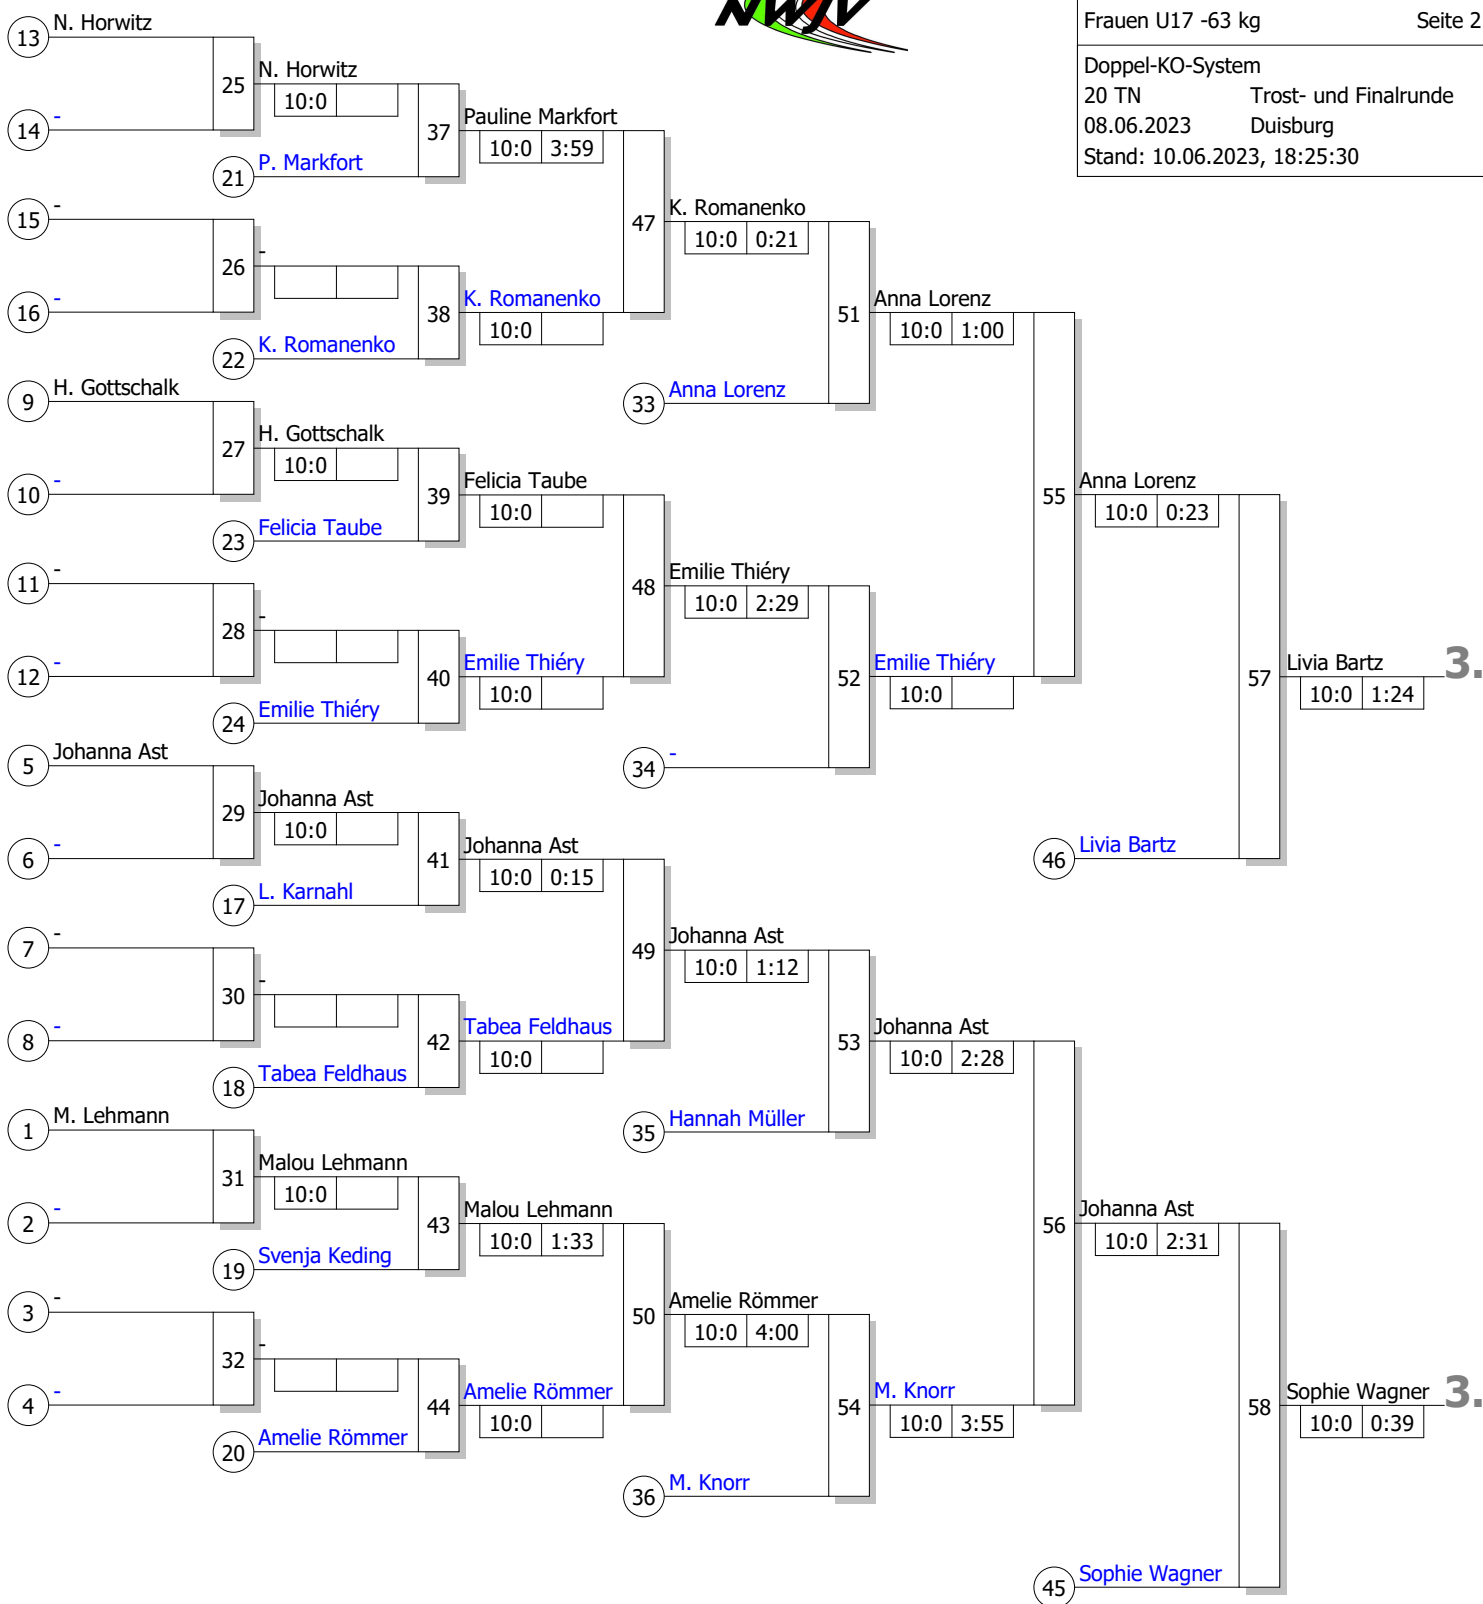 NWJV
Frauen U17 -63 kg Seite 2
Doppel-KO-System
20 TN Trost- und Finalrunde
08.06.2023 Duisburg
Stand: 10.06.2023, 18:25:30
13 N. Horwitz
25 N. Horwitz
10:0
14 -
37 Pauline Markfort
10:0 3:59
21 P. Markfort
15 -
47 K. Romanenko
10:0 0:21
26 -
16 -
38 K. Romanenko
10:0
22 K. Romanenko
51 Anna Lorenz
10:0 1:00
9 H. Gottschalk
33 Anna Lorenz
27 H. Gottschalk
10:0
10 -
39 Felicia Taube
10:0
23 Felicia Taube
55 Anna Lorenz
10:0 0:23
11 -
48 Emilie Thiéry
10:0 2:29
28 -
12 -
40 Emilie Thiéry
10:0
24 Emilie Thiéry
52 Emilie Thiéry
10:0
57 Livia Bartz 3.
10:0 1:24
5 Johanna Ast
34 -
29 Johanna Ast
10:0
6 -
41 Johanna Ast
10:0 0:15
46 Livia Bartz
17 L. Karnahl
7 -
49 Johanna Ast
10:0 1:12
30 -
8 -
42 Tabea Feldhaus
10:0
18 Tabea Feldhaus
53 Johanna Ast
10:0 2:28
1 M. Lehmann
35 Hannah Müller
31 Malou Lehmann
10:0
2 -
43 Malou Lehmann
10:0 1:33
19 Svenja Keding
56 Johanna Ast
10:0 2:31
3 -
50 Amelie Römmer
10:0 4:00
32 -
4 -
44 Amelie Römmer
10:0
20 Amelie Römmer
54 M. Knorr
10:0 3:55
58 Sophie Wagner 3.
10:0 0:39
36 M. Knorr
45 Sophie Wagner